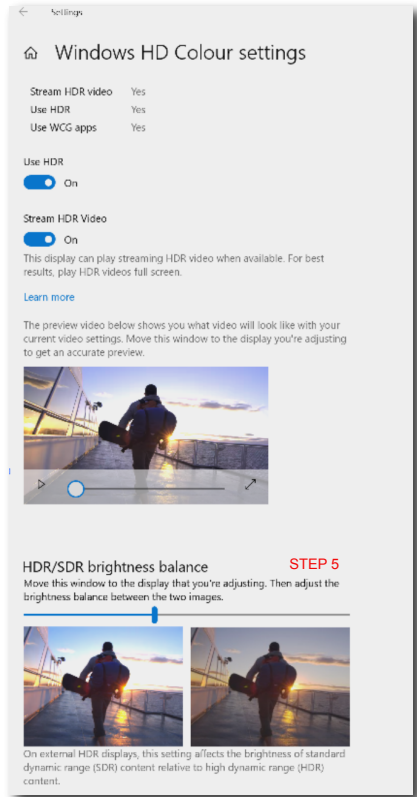 Settings
Windows HD Colour settings
Stream HDR video Yes
Use HDR Yes
Use WCG apps Yes
Use HDR
On
Stream HDR Video
On
This display can play streaming HDR video when available. For best
results, play HDR videos full screen.
Learn more
The preview video below shows you what video will look like with your
current video settings. Move this window to the display you're adjusting
to get an accurate preview.
HDR/SDR brightness balance STEP 5
Move this window to the display that you're adjusting. Then adjust the
brightness balance between the two images.
On external HDR displays, this setting affects the brightness of standard
dynamic range (SDR) content relative to high dynamic range (HDR)
content.